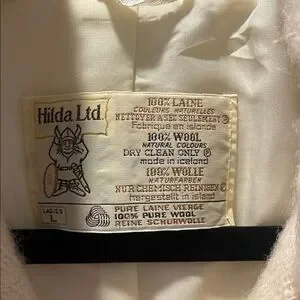 Hilda Ltd.
LADIES
L
100% LAINE
COULEURS NATURELLES
NETTOYER A SEC SEULEMENT Ⓟ
Fabriqué en islande
100% WOOL
NATURAL COLOURS
DRY CLEAN ONLY Ⓟ
made in iceland
100% WOLLE
NATURFARBEN
NUR CHEMISCH REINIGEN Ⓟ
hergestellt in island
PURE LAINE VIERGE
100% PURE WOOL
REINE SCHURWOLLE